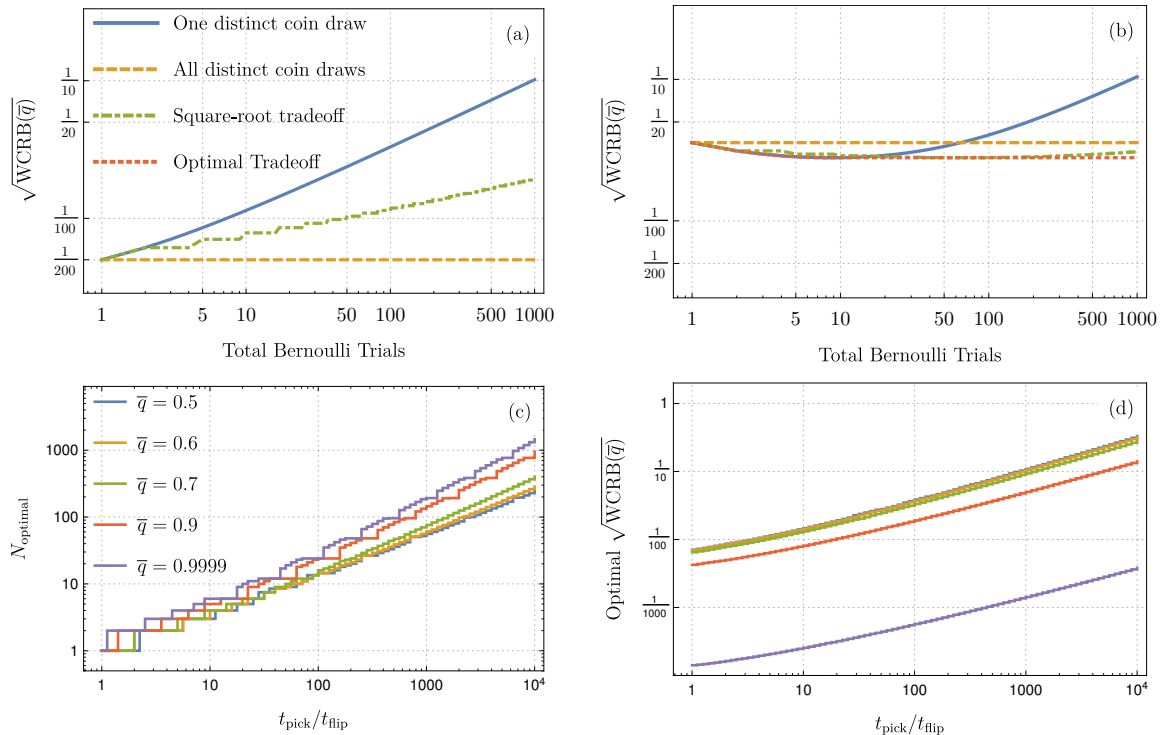 (a)
One distinct coin draw
All distinct coin draws
Square-root tradeoff
Optimal Tradeoff
√WCRB(q̅)
1/10
1/20
1/100
1/200
1 5 10 50 100 500 1000
Total Bernoulli Trials
(b)
√WCRB(q̅)
1/10
1/20
1/100
1/200
1 5 10 50 100 500 1000
Total Bernoulli Trials
(c)
q̅ = 0.5
q̅ = 0.6
q̅ = 0.7
q̅ = 0.9
q̅ = 0.9999
N_optimal
1000
100
10
1
1 10 100 1000 10⁴
t_pick/t_flip
(d)
Optimal √WCRB(q̅)
1
1/10
1/100
1/1000
1 10 100 1000 10⁴
t_pick/t_flip